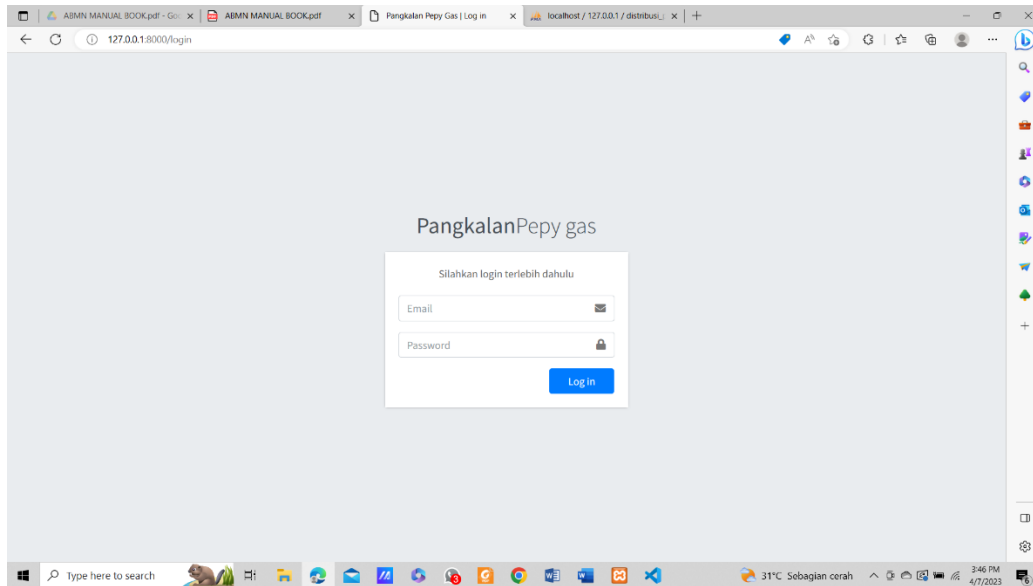 ABMN MANUAL BOOK.pdf - Go
ABMN MANUAL BOOK.pdf
Pangkalan Pepy Gas | Log in
localhost / 127.0.0.1 / distribusi_
127.0.0.1:8000/login
PangkalanPepy gas
Silahkan login terlebih dahulu
Email
Password
Log in
Type here to search
31°C Sebagian cerah
3:46 PM
4/7/2023